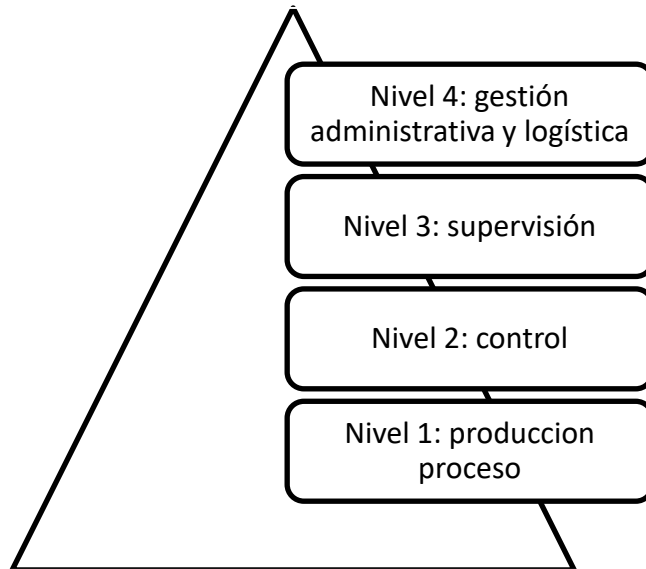 Nivel 4: gestión
administrativa y logística
Nivel 3: supervisión
Nivel 2: control
Nivel 1: produccion
proceso